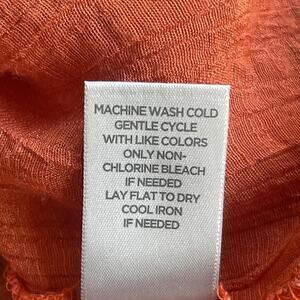 MACHINE WASH COLD
GENTLE CYCLE
WITH LIKE COLORS
ONLY NON-
CHLORINE BLEACH
IF NEEDED
LAY FLAT TO DRY
COOL IRON
IF NEEDED